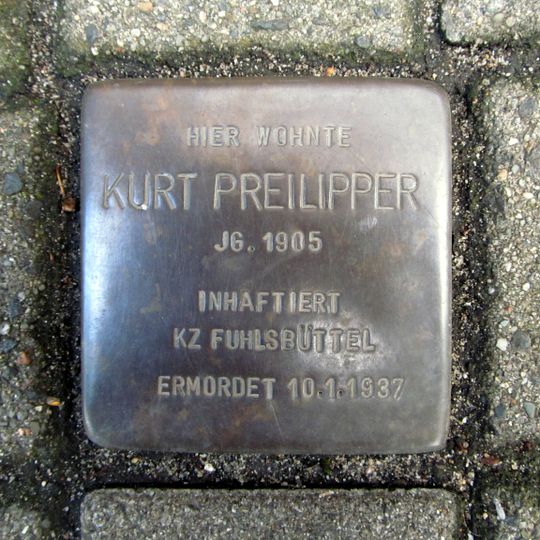 HIER WOHNTE
KURT PREILIPPER
JG. 1905
INHAFTIERT
KZ FUHLSBÜTTEL
ERMORDET 10.1.1937